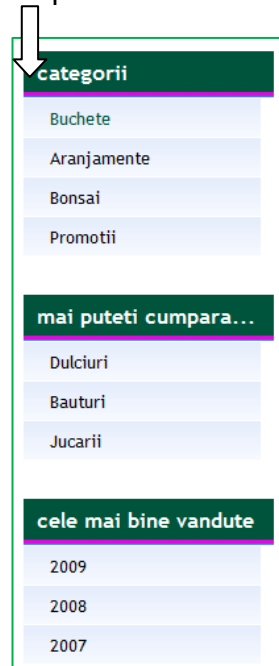 categorii
Buchete
Aranjamente
Bonsai
Promotii
mai puteti cumpara...
Dulciuri
Bauturi
Jucarii
cele mai bine vandute
2009
2008
2007